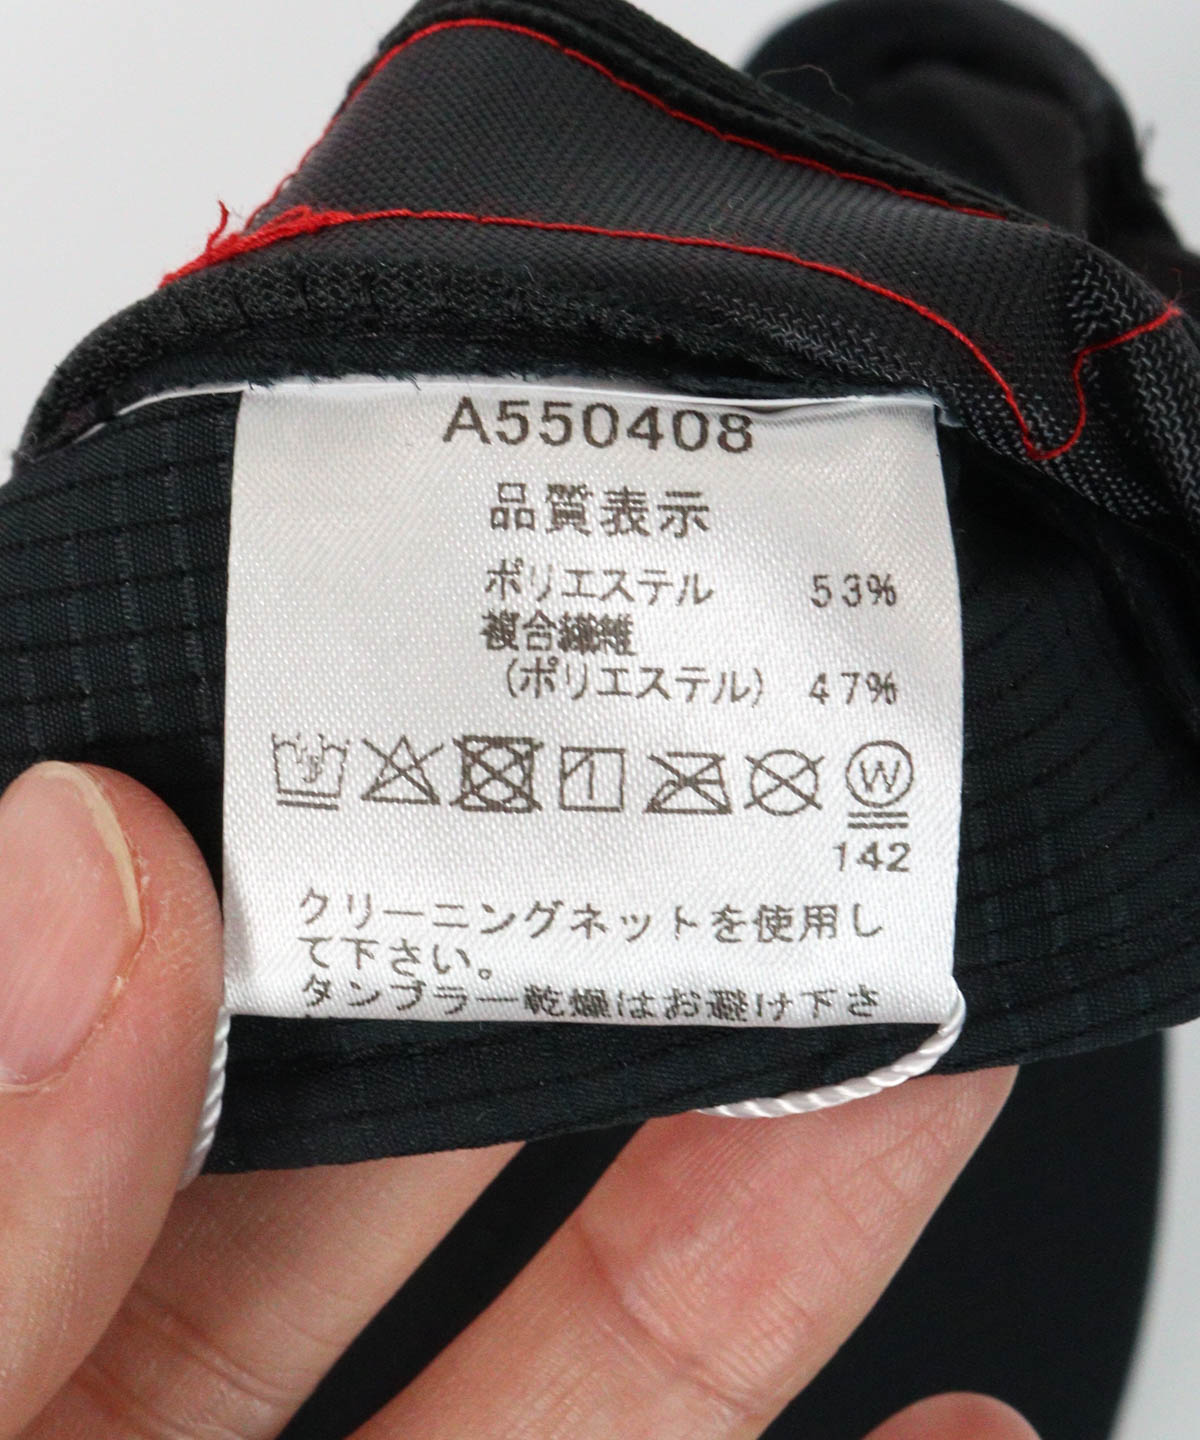 A550408
品質表示
ポリエステル 53%
複合繊維
(ポリエステル) 47%
W
142
クリーニングネットを使用し
て下さい。
タンブラー乾燥はお避け下さ